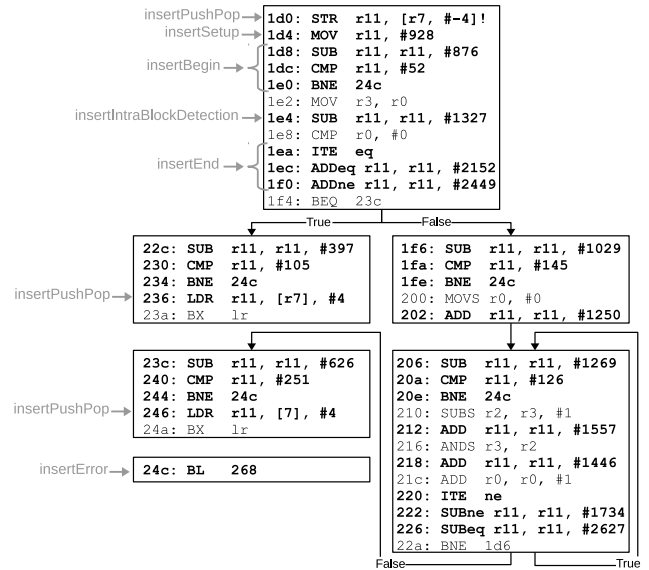 insertPushPop
1d0: STR r11, [r7, #-4]!
insertSetup
1d4: MOV r11, #928
1d8: SUB r11, r11, #876
insertBegin
1dc: CMP r11, #52
1e0: BNE 24c
1e2: MOV r3, r0
insertIntraBlockDetection
1e4: SUB r11, r11, #1327
1e8: CMP r0, #0
insertEnd
1ea: ITE eq
1ec: ADDeq r11, r11, #2152
1f0: ADDne r11, r11, #2449
1f4: BEQ 23c
True
False
22c: SUB r11, r11, #397
230: CMP r11, #105
234: BNE 24c
insertPushPop
236: LDR r11, [r7], #4
23a: BX lr
1f6: SUB r11, r11, #1029
1fa: CMP r11, #145
1fe: BNE 24c
200: MOVS r0, #0
202: ADD r11, r11, #1250
23c: SUB r11, r11, #626
240: CMP r11, #251
244: BNE 24c
insertPushPop
246: LDR r11, [7], #4
24a: BX lr
insertError
24c: BL 268
206: SUB r11, r11, #1269
20a: CMP r11, #126
20e: BNE 24c
210: SUBS r2, r3, #1
212: ADD r11, r11, #1557
216: ANDS r3, r2
218: ADD r11, r11, #1446
21c: ADD r0, r0, #1
220: ITE ne
222: SUBne r11, r11, #1734
226: SUBeq r11, r11, #2627
22a: BNE 1d6
False
True